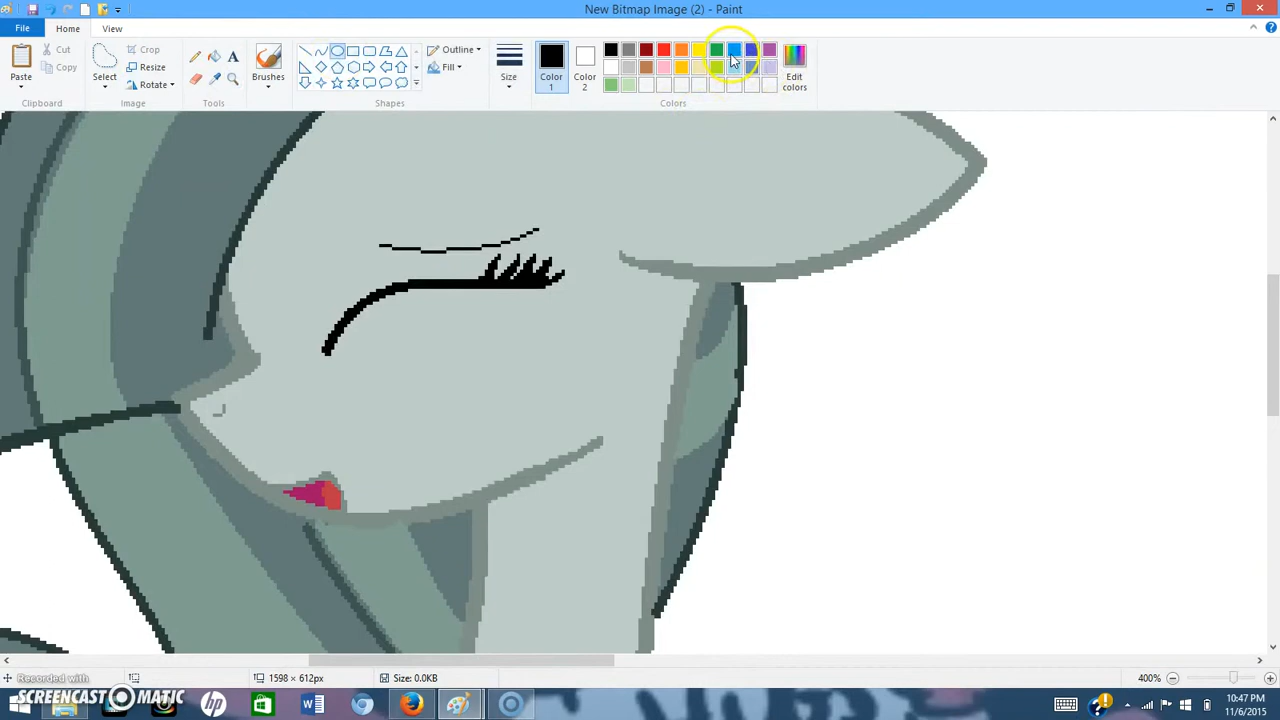 New Bitmap Image (2) - Paint
File Home View
Paste Cut Copy
Select Crop Resize Rotate
Brushes
Outline Fill
Size
Color 1
Color 2
Edit colors
Clipboard Image Tools Shapes Colors
1598 × 612px Size: 0.0KB 400%
Recorded with
SCREENCAST MATIC
hp
10:47 PM
11/6/2015